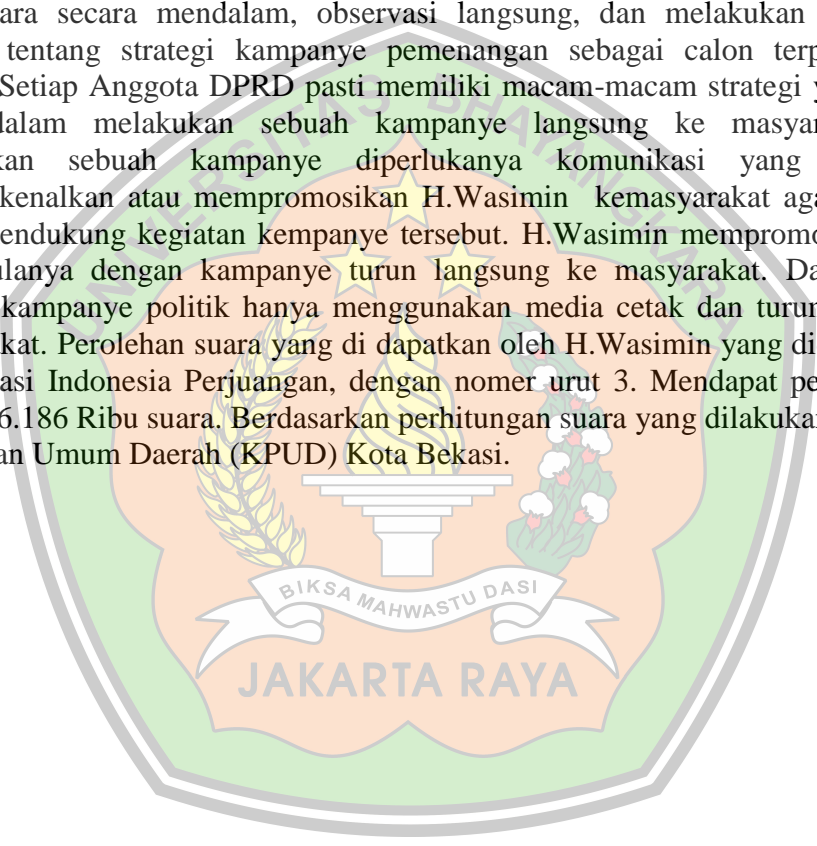 ara secara mendalam, observasi langsung, dan melakukan
tentang strategi kampanye pemenangan sebagai calon terp
Setiap Anggota DPRD pasti memiliki macam-macam strategi y
dalam melakukan sebuah kampanye langsung ke masyar
kan sebuah kampanye diperlukanya komunikasi yang
kenalkan atau mempromosikan H.Wasimin kemasyarakat aga
endukung kegiatan kempanye tersebut. H.Wasimin mempromo
ulanya dengan kampanye turun langsung ke masyarakat. Da
kampanye politik hanya menggunakan media cetak dan turun
kat. Perolehan suara yang di dapatkan oleh H.Wasimin yang di
asi Indonesia Perjuangan, dengan nomer urut 3. Mendapat pe
6.186 Ribu suara. Berdasarkan perhitungan suara yang dilakukan
an Umum Daerah (KPUD) Kota Bekasi.
UNIVERSITAS BHAYANGKARA
BIKSA MAHWASTU DASI
JAKARTA RAYA